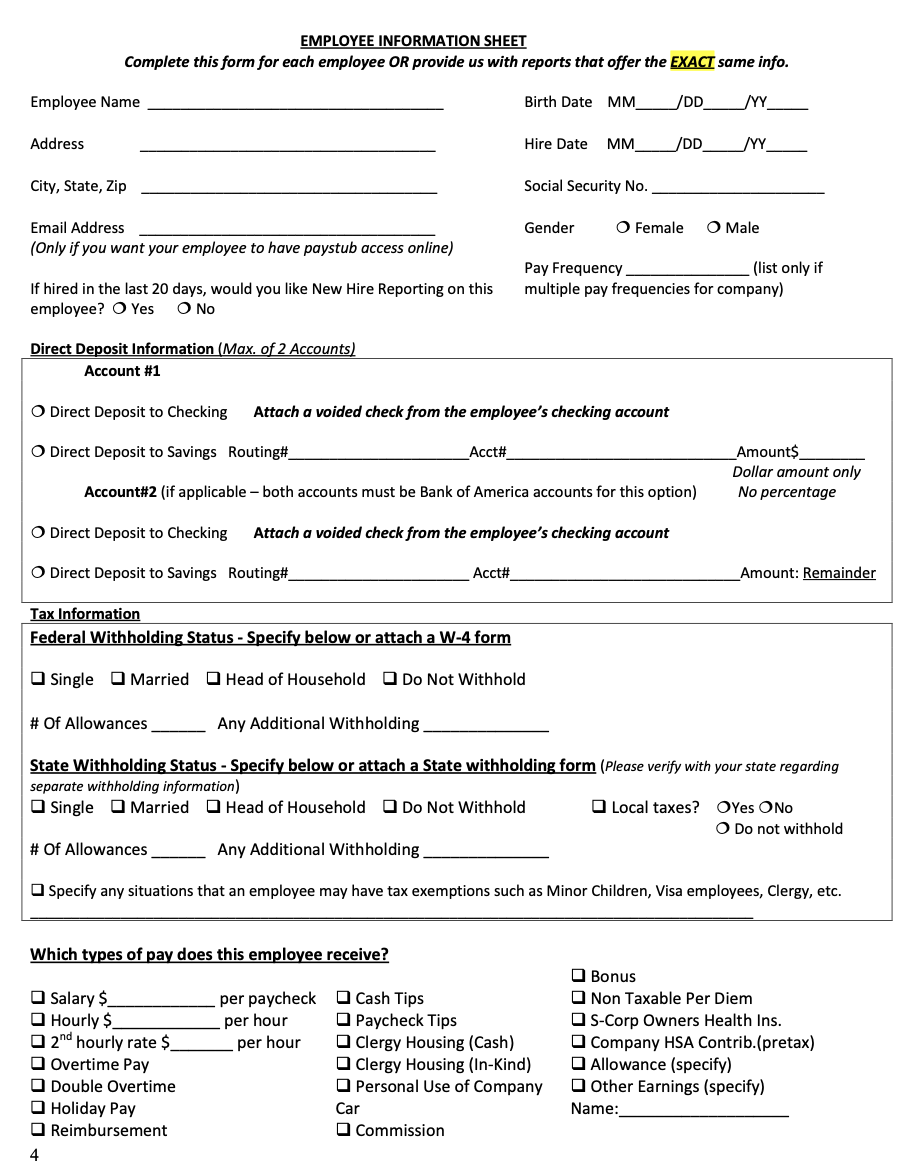 EMPLOYEE INFORMATION SHEET
Complete this form for each employee OR provide us with reports that offer the EXACT same info.
Employee Name ____________________________________ Birth Date MM_____/DD_____/YY_____
Address ____________________________________ Hire Date MM_____/DD_____/YY_____
City, State, Zip ____________________________________ Social Security No. _____________________
Email Address ____________________________________ Gender ❍ Female ❍ Male
(Only if you want your employee to have paystub access online)
Pay Frequency _______________ (list only if
multiple pay frequencies for company)
If hired in the last 20 days, would you like New Hire Reporting on this
employee? ❍ Yes ❍ No
Direct Deposit Information (Max. of 2 Accounts)
Account #1
❍ Direct Deposit to Checking Attach a voided check from the employee’s checking account
❍ Direct Deposit to Savings Routing#______________________Acct#____________________________Amount$________
Dollar amount only
Account#2 (if applicable – both accounts must be Bank of America accounts for this option) No percentage
❍ Direct Deposit to Checking Attach a voided check from the employee’s checking account
❍ Direct Deposit to Savings Routing#______________________ Acct#____________________________Amount: Remainder
Tax Information
Federal Withholding Status - Specify below or attach a W-4 form
❑ Single ❑ Married ❑ Head of Household ❑ Do Not Withhold
# Of Allowances ______ Any Additional Withholding ______________
State Withholding Status - Specify below or attach a State withholding form (Please verify with your state regarding
separate withholding information)
❑ Single ❑ Married ❑ Head of Household ❑ Do Not Withhold ❑ Local taxes? ❍Yes ❍No
❍ Do not withhold
# Of Allowances ______ Any Additional Withholding ______________
❑ Specify any situations that an employee may have tax exemptions such as Minor Children, Visa employees, Clergy, etc.
________________________________________________________________________________
Which types of pay does this employee receive?
❑ Salary $____________ per paycheck
❑ Hourly $____________ per hour
❑ 2nd hourly rate $_______ per hour
❑ Overtime Pay
❑ Double Overtime
❑ Holiday Pay
❑ Reimbursement
❑ Cash Tips
❑ Paycheck Tips
❑ Clergy Housing (Cash)
❑ Clergy Housing (In-Kind)
❑ Personal Use of Company
Car
❑ Commission
❑ Bonus
❑ Non Taxable Per Diem
❑ S-Corp Owners Health Ins.
❑ Company HSA Contrib.(pretax)
❑ Allowance (specify)
❑ Other Earnings (specify)
Name:___________________
4